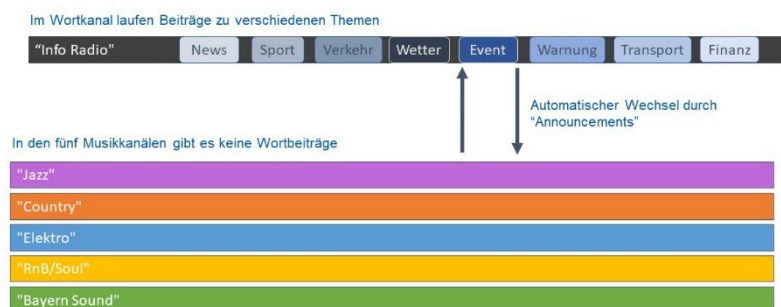 Im Wortkanal laufen Beiträge zu verschiedenen Themen
“Info Radio" News Sport Verkehr Wetter Event Warnung Transport Finanz
Automatischer Wechsel durch
“Announcements”
In den fünf Musikkanälen gibt es keine Wortbeiträge
"Jazz"
"Country"
"Elektro"
"RnB/Soul"
"Bayern Sound"